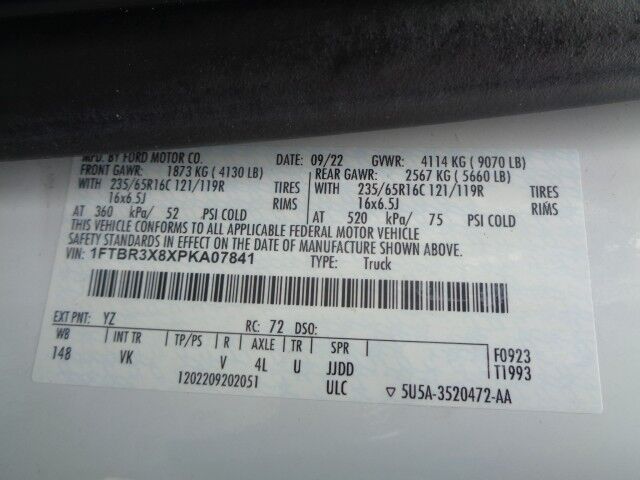 MFD. BY FORD MOTOR CO. DATE: 09/22 GVWR: 4114 KG ( 9070 LB)
FRONT GAWR: 1873 KG ( 4130 LB) REAR GAWR: 2567 KG ( 5660 LB)
WITH 235/65R16C 121/119R TIRES WITH 235/65R16C 121/119R TIRES
16x6.5J RIMS 16x6.5J RIMS
AT 360 kPa/ 52 PSI COLD AT 520 kPa/ 75 PSI COLD
THIS VEHICLE CONFORMS TO ALL APPLICABLE FEDERAL MOTOR VEHICLE
SAFETY STANDARDS IN EFFECT ON THE DATE OF MANUFACTURE SHOWN ABOVE.
VIN: 1FTBR3X8XPKA07841 TYPE: Truck
EXT PNT: YZ RC: 72 DSO:
WB INT TR TP/PS R AXLE TR SPR F0923
148 VK V 4L U JJDD T1993
1202209202051 ULC ▽ 5U5A-3520472-AA